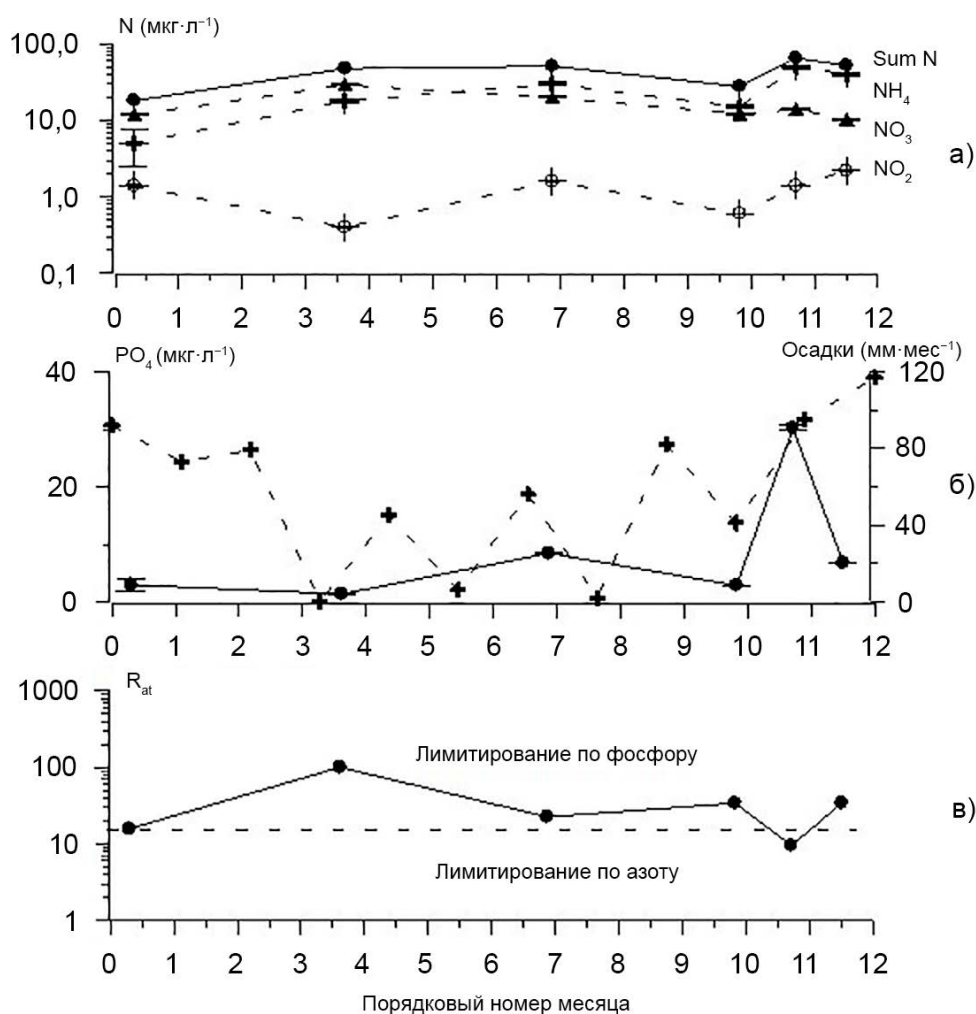 N (мкг·л⁻¹)
100,0
10,0
1,0
0,1
Sum N
NH₄
NO₃
NO₂
а)
0 1 2 3 4 5 6 7 8 9 10 11 12
PO₄ (мкг·л⁻¹)
Осадки (мм·мес⁻¹)
40
20
0
120
80
40
0
б)
0 1 2 3 4 5 6 7 8 9 10 11 12
Rat
1000
100
10
1
Лимитирование по фосфору
Лимитирование по азоту
в)
0 1 2 3 4 5 6 7 8 9 10 11 12
Порядковый номер месяца